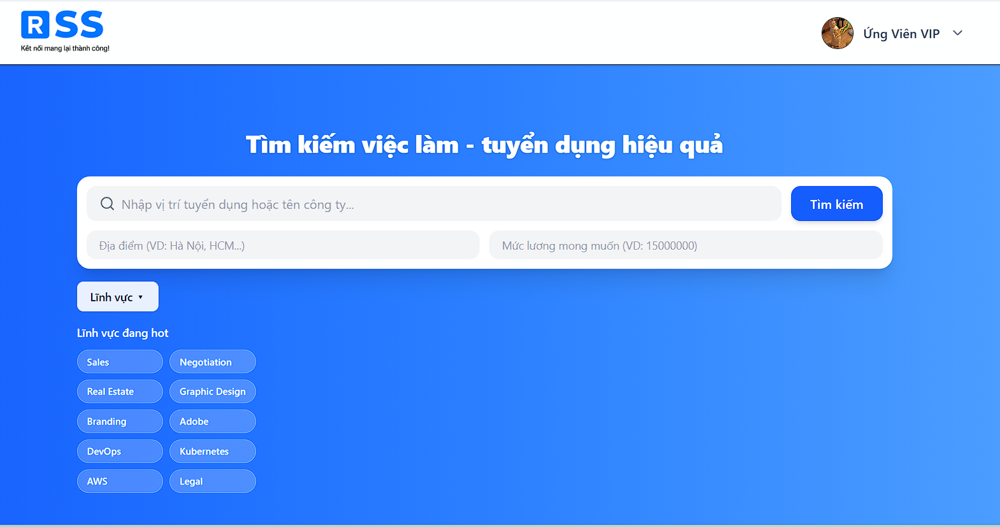 RSS
Kết nối mang lại thành công!
Ứng Viên VIP
Tìm kiếm việc làm - tuyển dụng hiệu quả
Nhập vị trí tuyển dụng hoặc tên công ty...
Tìm kiếm
Địa điểm (VD: Hà Nội, HCM...)
Mức lương mong muốn (VD: 15000000)
Lĩnh vực ▾
Lĩnh vực đang hot
Sales
Negotiation
Real Estate
Graphic Design
Branding
Adobe
DevOps
Kubernetes
AWS
Legal